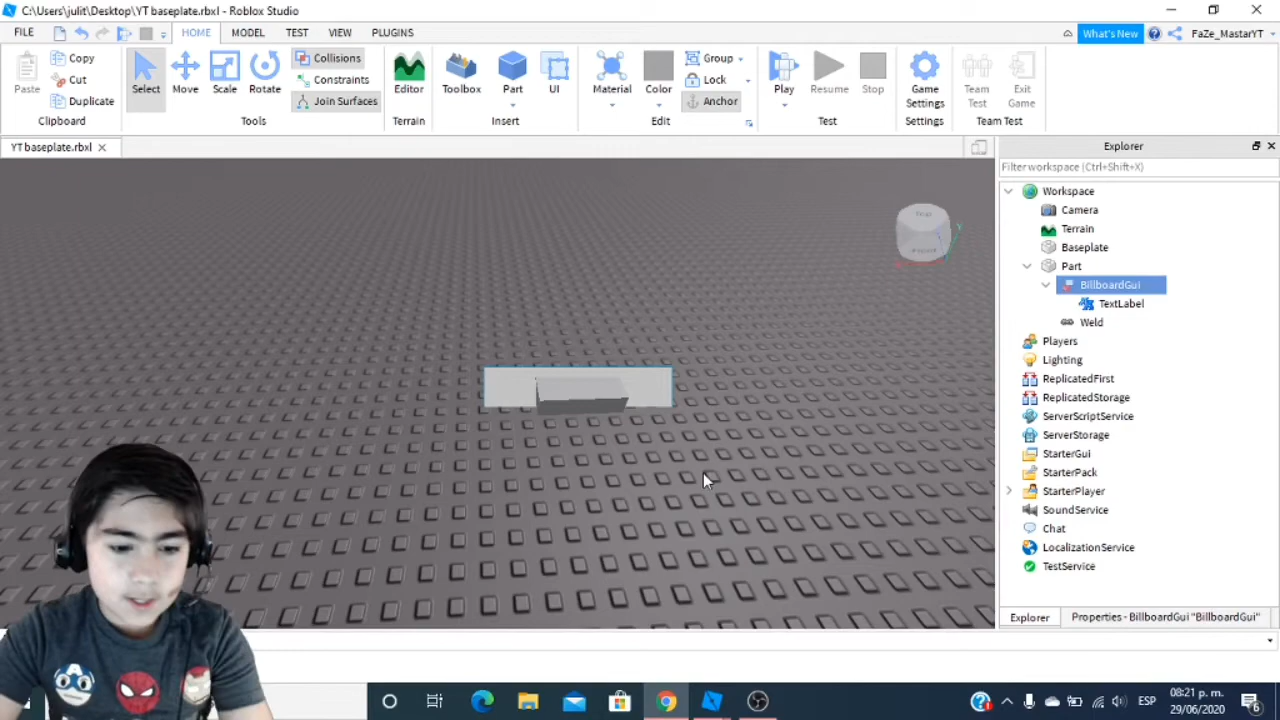 C:\Users\julit\Desktop\YT baseplate.rbxl - Roblox Studio
FILE HOME MODEL TEST VIEW PLUGINS What's New FaZe_MastarYT
Paste Copy Cut Duplicate Clipboard
Select Move Scale Rotate Collisions Constraints Join Surfaces Tools
Editor Terrain
Toolbox Part UI Insert
Material Color Group Lock Anchor Edit
Play Resume Stop Test
Game Settings Settings
Team Test Exit Game Team Test
YT baseplate.rbxl
Explorer
Filter workspace (Ctrl+Shift+X)
Workspace
Camera
Terrain
Baseplate
Part
BillboardGui
TextLabel
Weld
Players
Lighting
ReplicatedFirst
ReplicatedStorage
ServerScriptService
ServerStorage
StarterGui
StarterPack
StarterPlayer
SoundService
Chat
LocalizationService
TestService
Explorer Properties - BillboardGui "BillboardGui"
ESP
08:21 p. m.
29/06/2020
6